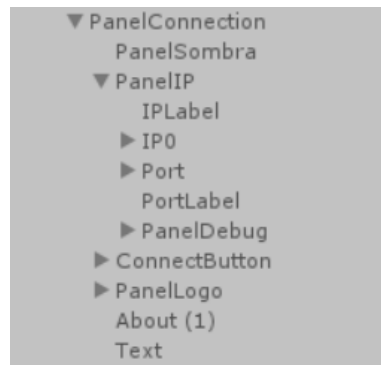 PanelConnection
PanelSombra
PanelIP
IPLabel
IP0
Port
PortLabel
PanelDebug
ConnectButton
PanelLogo
About (1)
Text